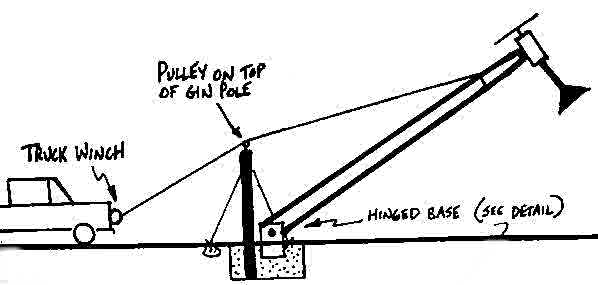 PULLEY ON TOP
OF GIN POLE
TRUCK WINCH
HINGED BASE (SEE DETAIL)